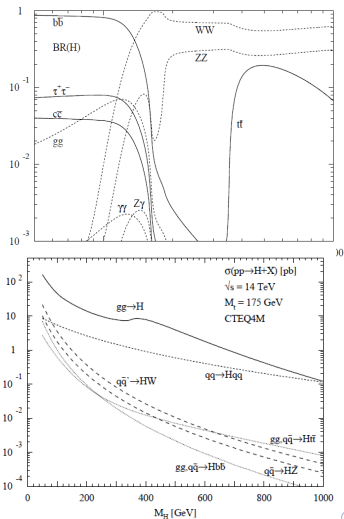 1
bb̄
WW
BR(H)
ZZ
10⁻¹
τ⁺τ⁻
cc̄
tt̄
gg
10⁻²
γγ
Zγ
10⁻³
00
10²
σ(pp→H+X) [pb]
√s = 14 TeV
M_t = 175 GeV
CTEQ4M
gg→H
10
1
qq→Hqq
10⁻¹
qq̄'→HW
10⁻²
gg,qq̄→Htt̄
10⁻³
gg,qq̄→Hbb̄
qq̄→HZ
10⁻⁴
0 200 400 600 800 1000
M_H [GeV]